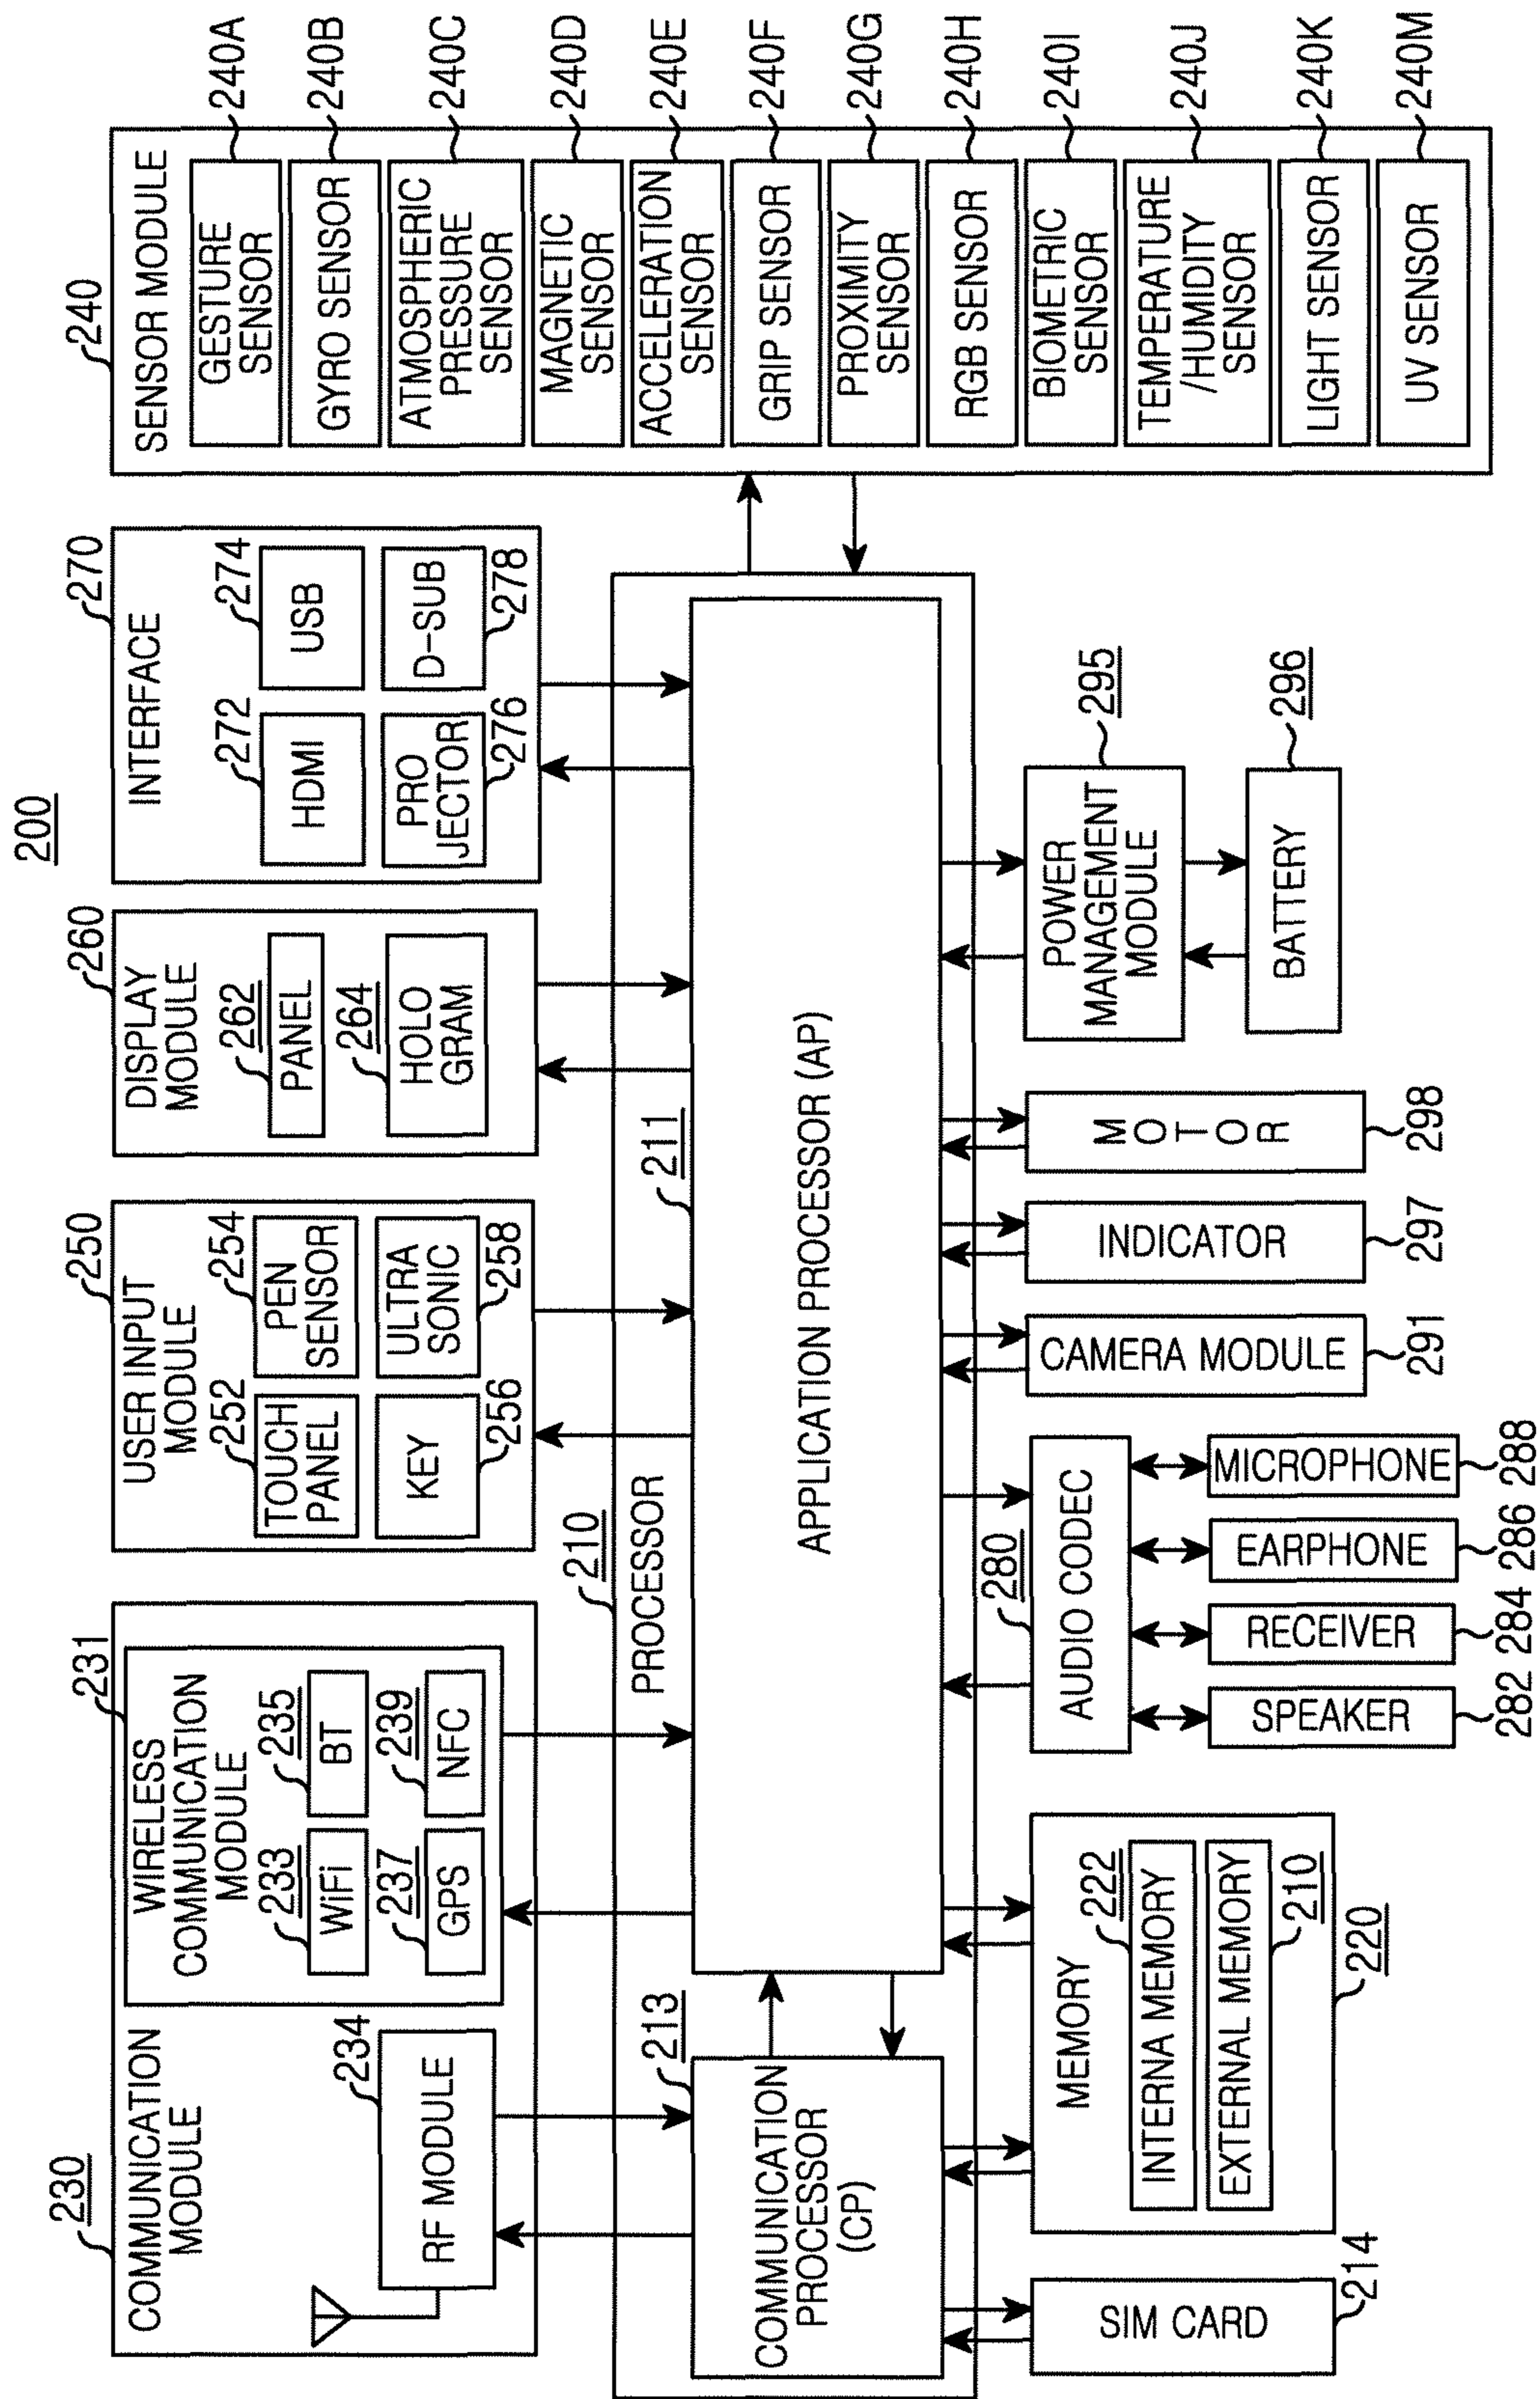 200
230
COMMUNICATION
MODULE
234
RF MODULE
231
WIRELESS
COMMUNICATION
MODULE
233
WiFi
235
BT
237
GPS
239
NFC
250
USER INPUT
MODULE
252
TOUCH
PANEL
254
PEN
SENSOR
KEY
256
ULTRA
SONIC
258
260
DISPLAY
MODULE
262
PANEL
264
HOLO
GRAM
270
INTERFACE
272
HDMI
274
USB
PRO
JECTOR
276
D-SUB
278
240
SENSOR MODULE
GESTURE
SENSOR
240A
GYRO SENSOR
240B
ATMOSPHERIC
PRESSURE
SENSOR
240C
MAGNETIC
SENSOR
240D
ACCELERATION
SENSOR
240E
GRIP SENSOR
240F
PROXIMITY
SENSOR
240G
RGB SENSOR
240H
BIOMETRIC
SENSOR
240I
TEMPERATURE
/HUMIDITY
SENSOR
240J
LIGHT SENSOR
240K
UV SENSOR
240M
210
PROCESSOR
213
COMMUNICATION
PROCESSOR
(CP)
211
APPLICATION PROCESSOR (AP)
SIM CARD
214
MEMORY
222
INTERNAL MEMORY
EXTERNAL MEMORY
210
220
280
AUDIO CODEC
SPEAKER
282
RECEIVER
284
EARPHONE
286
MICROPHONE
288
CAMERA MODULE
291
INDICATOR
297
MOTOR
298
POWER
MANAGEMENT
MODULE
295
BATTERY
296